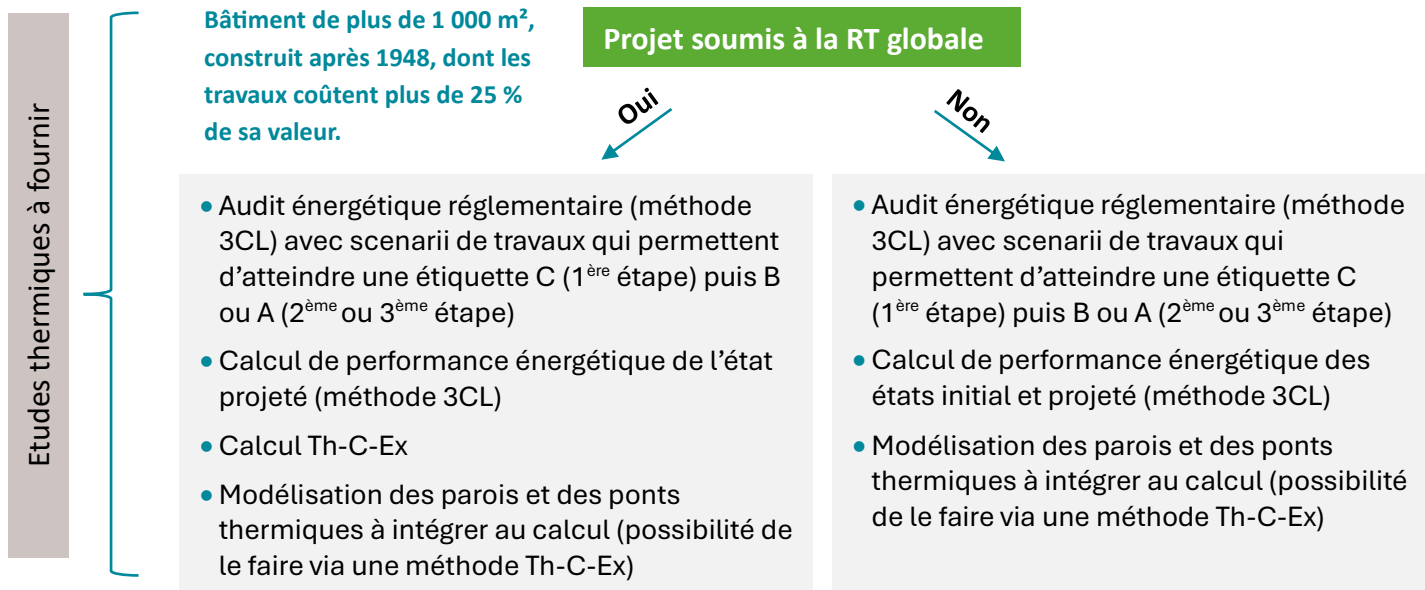 Etudes thermiques à fournir
Bâtiment de plus de 1 000 m²,
construit après 1948, dont les
travaux coûtent plus de 25 %
de sa valeur.
Projet soumis à la RT globale
Oui
Non
• Audit énergétique réglementaire (méthode
3CL) avec scenarii de travaux qui permettent
d’atteindre une étiquette C (1ère étape) puis B
ou A (2ème ou 3ème étape)
• Calcul de performance énergétique de l’état
projeté (méthode 3CL)
• Calcul Th-C-Ex
• Modélisation des parois et des ponts
thermiques à intégrer au calcul (possibilité de
le faire via une méthode Th-C-Ex)
• Audit énergétique réglementaire (méthode
3CL) avec scenarii de travaux qui
permettent d’atteindre une étiquette C
(1ère étape) puis B ou A (2ème ou 3ème étape)
• Calcul de performance énergétique des
états initial et projeté (méthode 3CL)
• Modélisation des parois et des ponts
thermiques à intégrer au calcul (possibilité
de le faire via une méthode Th-C-Ex)